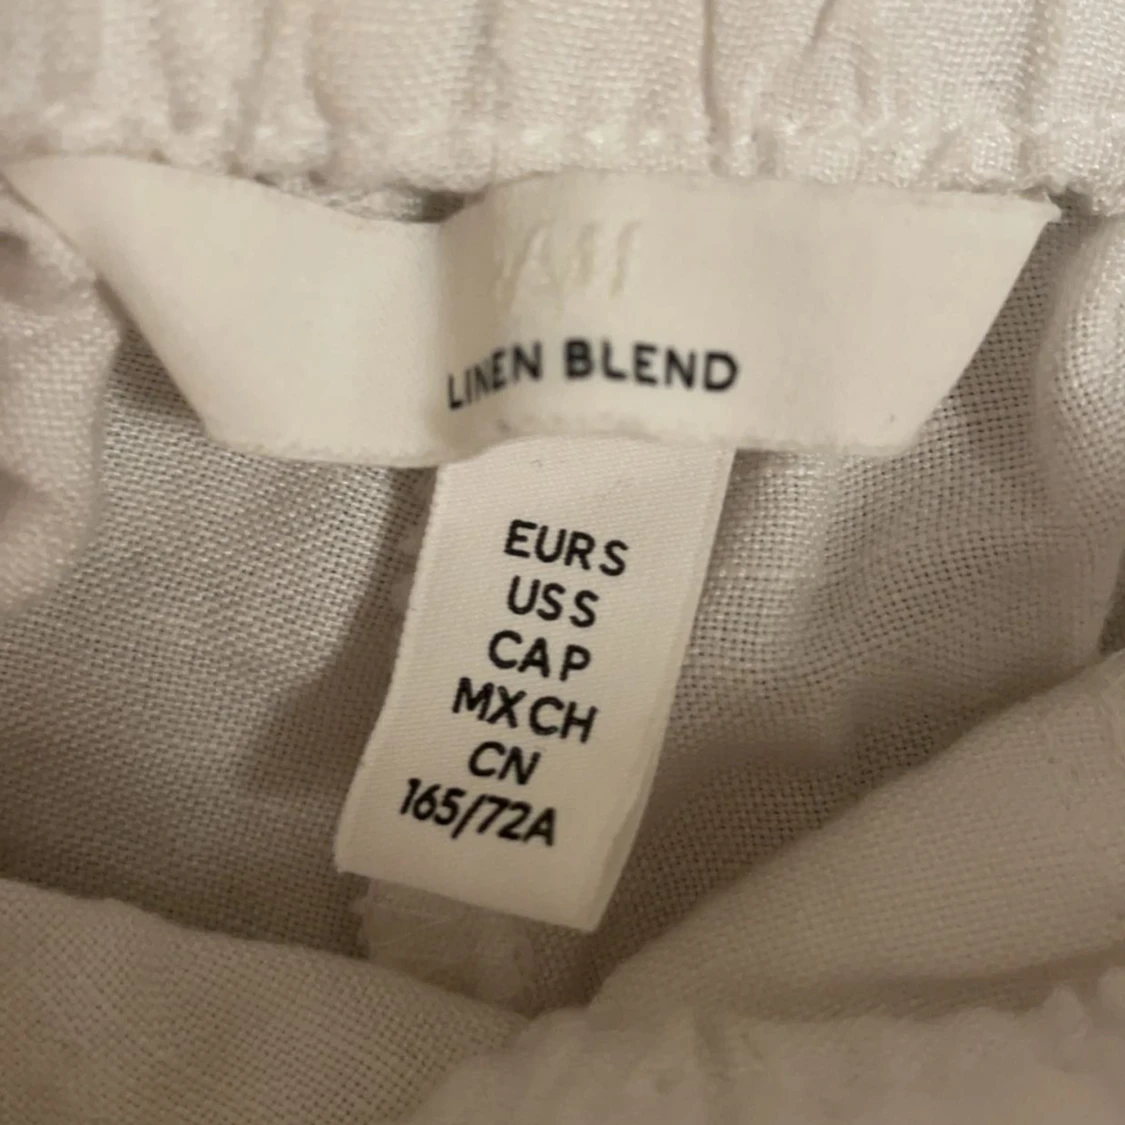 LINEN BLEND
EUR S
US S
CA P
MX CH
CN
165/72A